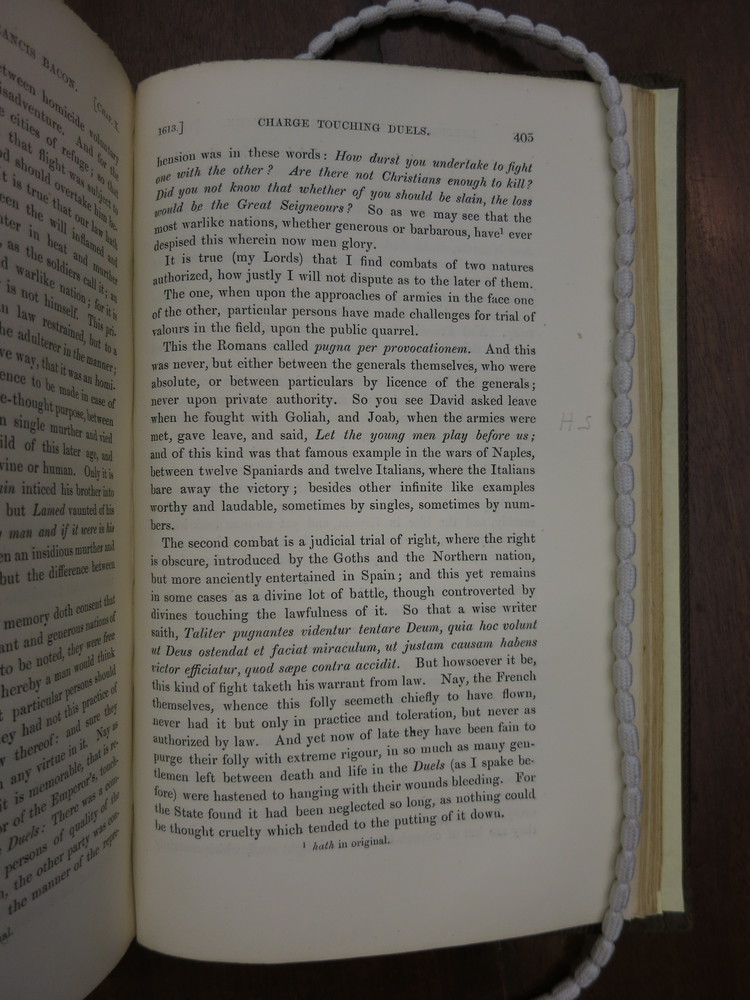 ANCIS BACON.
[CHAP. X.
between homicide voluntary
misadventure. And for the
cities of refuge; so that
that flight was subject to
should overtake him be-
it is true that our law hath
the will inflamed and
in heat and murther
as the soldiers call it; an
warlike nation; for it is
is not himself. This pri-
law restrained, but to a
the adulterer in the manner;
way, that it was an homi-
ence to be made in case of
e-thought purpose, between
single murther and vied
ild of this later age, and
divine or human. Only it is
inticed his brother into
but Lamed vaunted of his
man and if it were in his
an insidious murther and
but the difference between
memory doth consent that
ant and generous nations of
to be noted, they were free
hereby a man would think
particular persons should
they had not this practice of
thereof: and sure they
any virtue in it. Nay as
it is memorable, that is re-
of the Emperor's, touch-
Duels: There was a com-
persons of quality of the
the other party was com-
the manner of the repre-
1613.] CHARGE TOUCHING DUELS. 405
hension was in these words: How durst you undertake to fight
one with the other? Are there not Christians enough to kill?
Did you not know that whether of you should be slain, the loss
would be the Great Seigneours? So as we may see that the
most warlike nations, whether generous or barbarous, have¹ ever
despised this wherein now men glory.
It is true (my Lords) that I find combats of two natures
authorized, how justly I will not dispute as to the later of them.
The one, when upon the approaches of armies in the face one
of the other, particular persons have made challenges for trial of
valours in the field, upon the public quarrel.
This the Romans called pugna per provocationem. And this
was never, but either between the generals themselves, who were
absolute, or between particulars by licence of the generals;
never upon private authority. So you see David asked leave
when he fought with Goliah, and Joab, when the armies were
met, gave leave, and said, Let the young men play before us;
and of this kind was that famous example in the wars of Naples,
between twelve Spaniards and twelve Italians, where the Italians
bare away the victory; besides other infinite like examples
worthy and laudable, sometimes by singles, sometimes by num-
bers.
The second combat is a judicial trial of right, where the right
is obscure, introduced by the Goths and the Northern nation,
but more anciently entertained in Spain; and this yet remains
in some cases as a divine lot of battle, though controverted by
divines touching the lawfulness of it. So that a wise writer
saith, Taliter pugnantes videntur tentare Deum, quia hoc volunt
ut Deus ostendat et faciat miraculum, ut justam causam habens
victor efficiatur, quod sæpe contra accidit. But howsoever it be,
this kind of fight taketh his warrant from law. Nay, the French
themselves, whence this folly seemeth chiefly to have flown,
never had it but only in practice and toleration, but never as
authorized by law. And yet now of late they have been fain to
purge their folly with extreme rigour, in so much as many gen-
tlemen left between death and life in the Duels (as I spake be-
fore) were hastened to hanging with their wounds bleeding. For
the State found it had been neglected so long, as nothing could
be thought cruelty which tended to the putting of it down.
¹ hath in original.